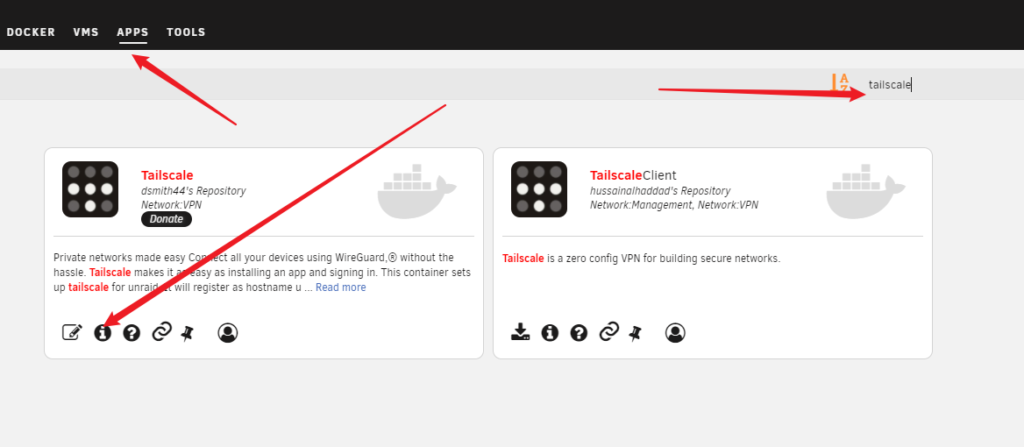 DOCKER VMS APPS TOOLS
tailscale
Tailscale
dsmith44's Repository
Network:VPN
Donate
Private networks made easy Connect all your devices using WireGuard,® without the
hassle. Tailscale makes it as easy as installing an app and signing in. This container sets
up tailscale for unraid. It will register as hostname u ... Read more
TailscaleClient
hussainalhaddad's Repository
Network:Management, Network:VPN
Tailscale is a zero config VPN for building secure networks.